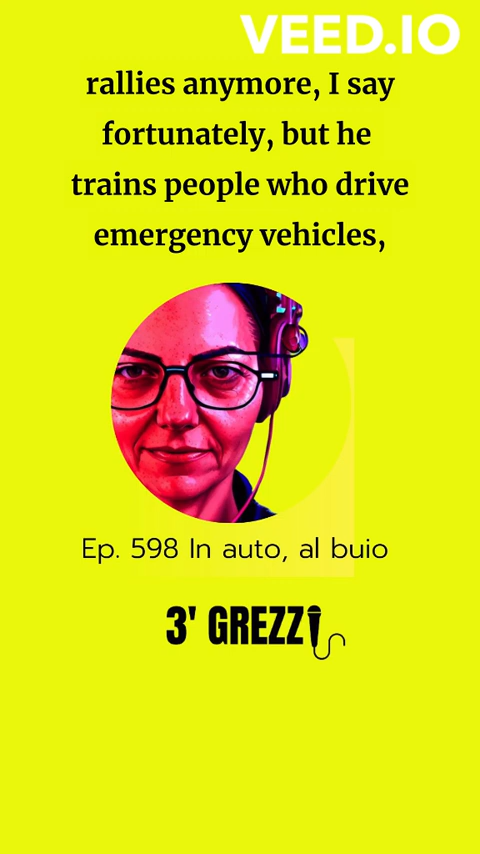 VEED.IO
rallies anymore, I say
fortunately, but he
trains people who drive
emergency vehicles,
Ep. 598 In auto, al buio
3' GREZZI